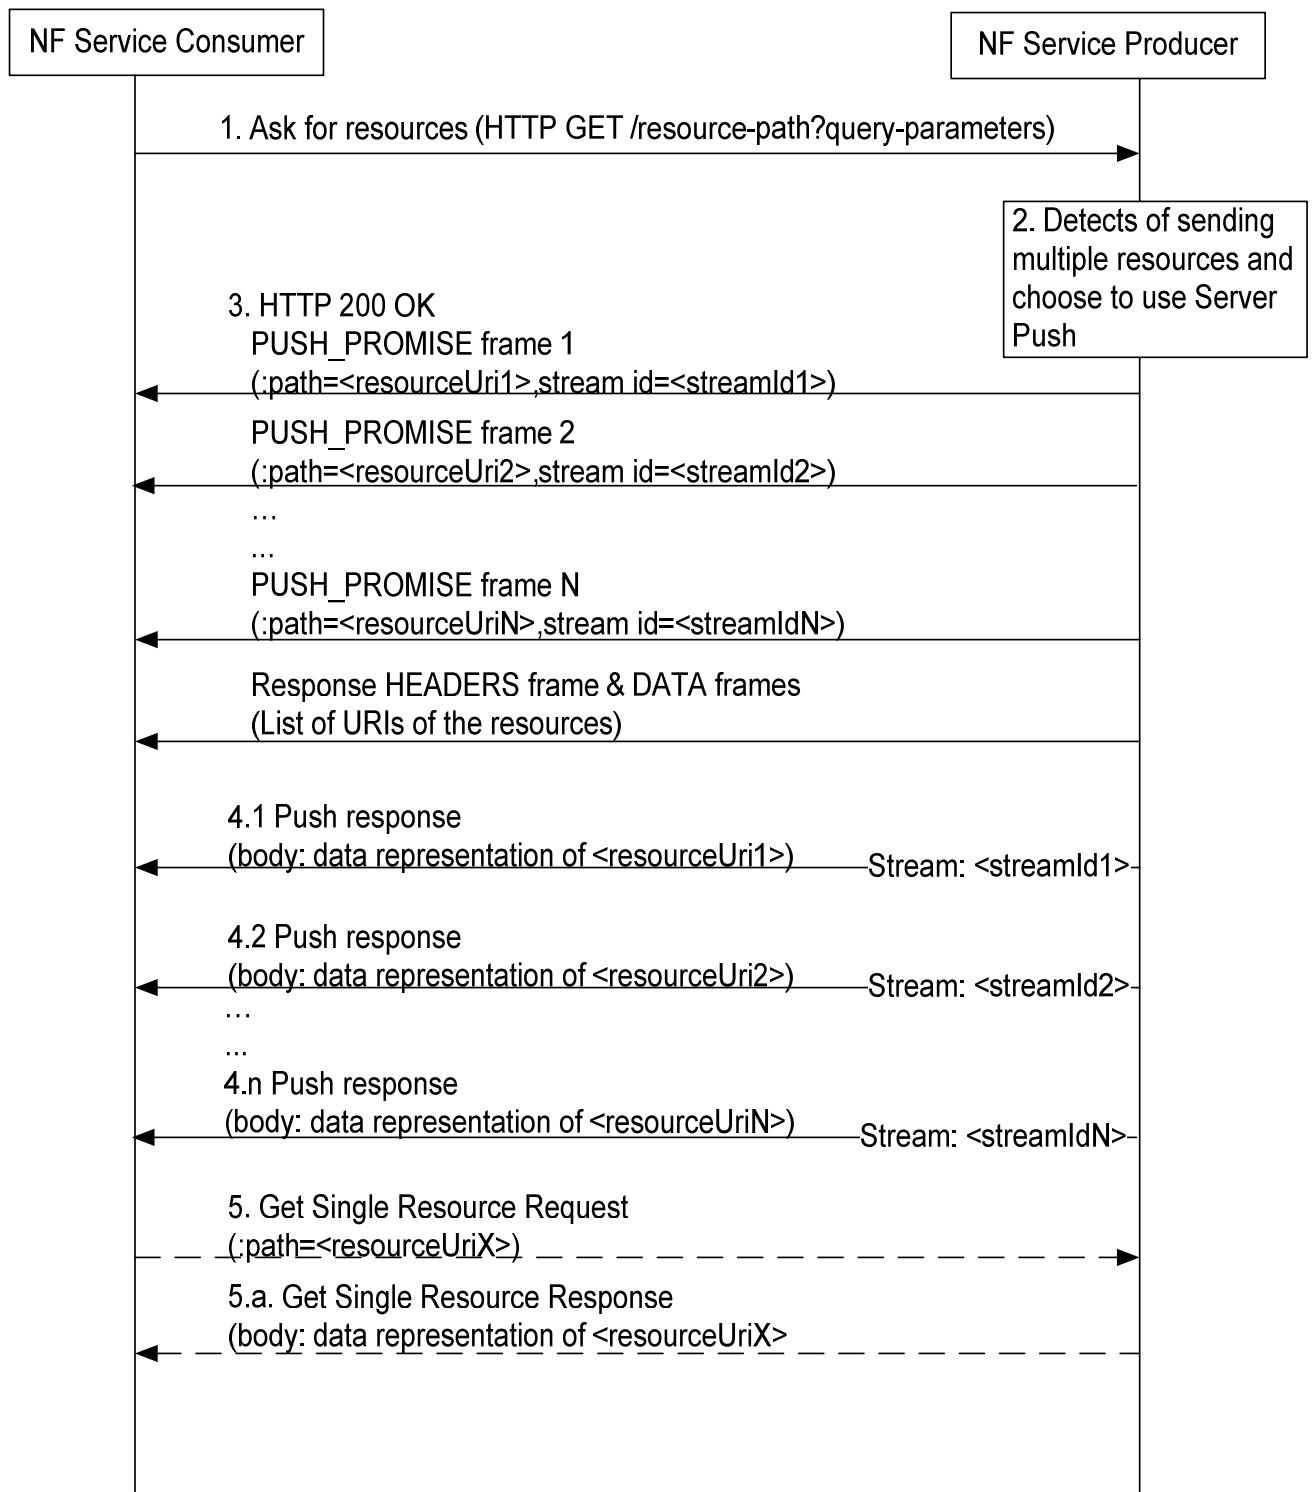 NF Service Consumer
NF Service Producer
1. Ask for resources (HTTP GET /resource-path?query-parameters)
2. Detects of sending
multiple resources and
choose to use Server
Push
3. HTTP 200 OK
PUSH_PROMISE frame 1
(:path=<resourceUri1>,stream id=<streamId1>)
PUSH_PROMISE frame 2
(:path=<resourceUri2>,stream id=<streamId2>)
…
...
PUSH_PROMISE frame N
(:path=<resourceUriN>,stream id=<streamIdN>)
Response HEADERS frame & DATA frames
(List of URIs of the resources)
4.1 Push response
(body: data representation of <resourceUri1>)
Stream: <streamId1>
4.2 Push response
(body: data representation of <resourceUri2>)
Stream: <streamId2>
…
...
4.n Push response
(body: data representation of <resourceUriN>)
Stream: <streamIdN>
5. Get Single Resource Request
(:path=<resourceUriX>)
5.a. Get Single Resource Response
(body: data representation of <resourceUriX>